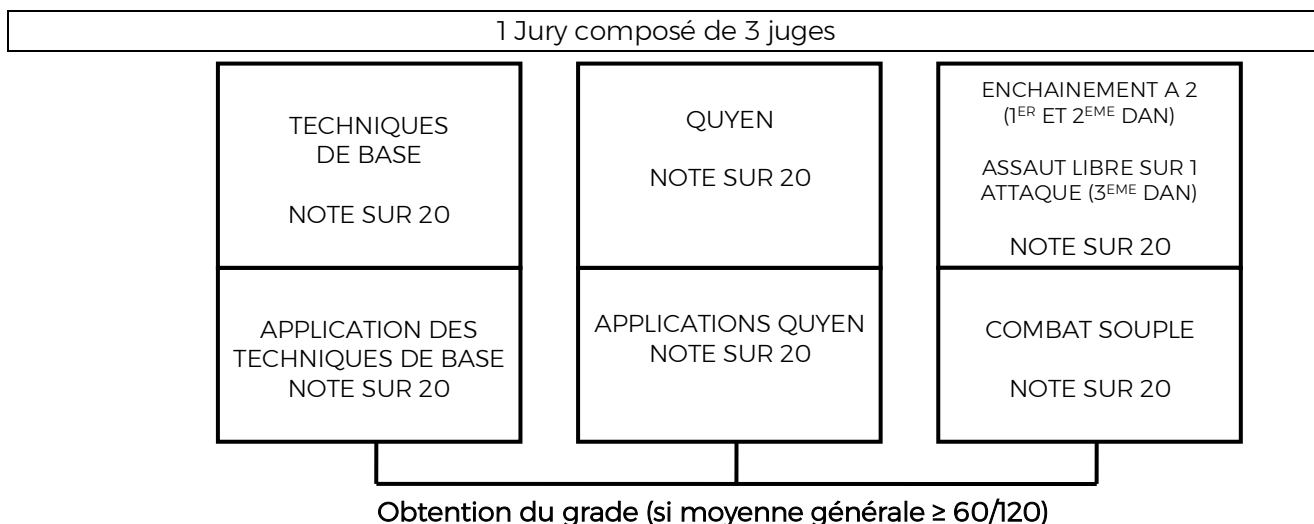 1 Jury composé de 3 juges
TECHNIQUES
DE BASE
NOTE SUR 20
APPLICATION DES
TECHNIQUES DE BASE
NOTE SUR 20
QUYEN
NOTE SUR 20
APPLICATIONS QUYEN
NOTE SUR 20
ENCHAINEMENT A 2
(1ER ET 2EME DAN)
ASSAUT LIBRE SUR 1
ATTAQUE (3EME DAN)
NOTE SUR 20
COMBAT SOUPLE
NOTE SUR 20
Obtention du grade (si moyenne générale ≥ 60/120)